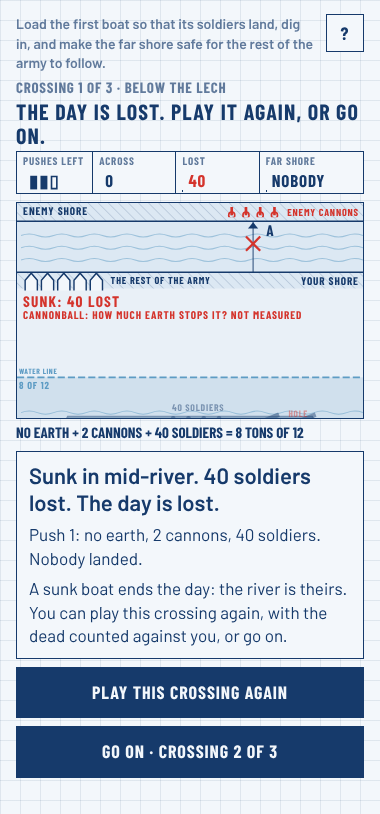 Load the first boat so that its soldiers land, dig
in, and make the far shore safe for the rest of the
army to follow.
?
CROSSING 1 OF 3 · BELOW THE LECH
THE DAY IS LOST. PLAY IT AGAIN, OR GO
ON.
PUSHES LEFT
ACROSS
0
LOST
40
FAR SHORE
NOBODY
ENEMY SHORE
ENEMY CANNONS
A
THE REST OF THE ARMY
YOUR SHORE
SUNK: 40 LOST
CANNONBALL: HOW MUCH EARTH STOPS IT? NOT MEASURED
WATER LINE
8 OF 12
40 SOLDIERS
HOLE
NO EARTH + 2 CANNONS + 40 SOLDIERS = 8 TONS OF 12
Sunk in mid-river. 40 soldiers
lost. The day is lost.
Push 1: no earth, 2 cannons, 40 soldiers.
Nobody landed.
A sunk boat ends the day: the river is theirs.
You can play this crossing again, with the
dead counted against you, or go on.
PLAY THIS CROSSING AGAIN
GO ON · CROSSING 2 OF 3